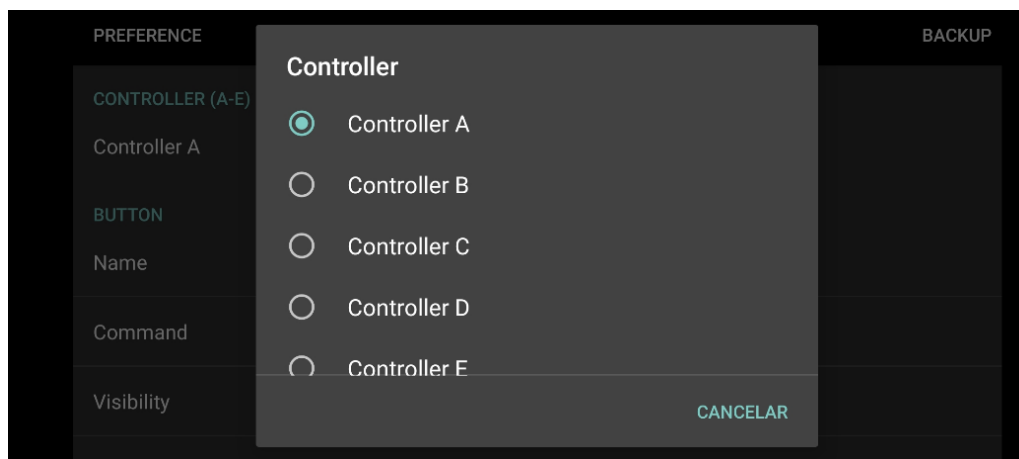 PREFERENCE
BACKUP
CONTROLLER (A-E)
Controller A
BUTTON
Name
Command
Visibility
Controller
Controller A
Controller B
Controller C
Controller D
Controller E
CANCELAR